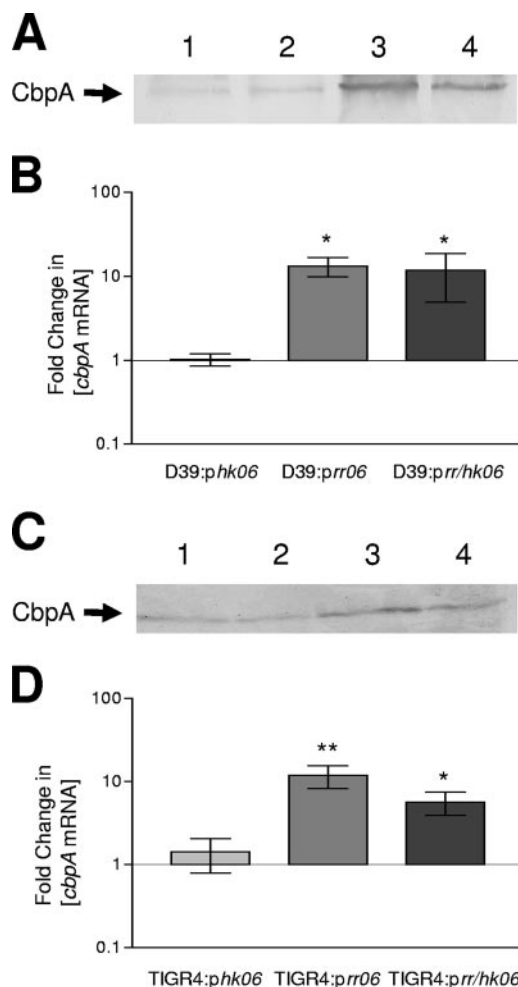 A
1 2 3 4
CbpA
B
Fold Change in
[cbpA mRNA]
100
10
1
0.1
* *
D39:phk06 D39:prr06 D39:prr/hk06
C
1 2 3 4
CbpA
D
Fold Change in
[cbpA mRNA]
100
10
1
0.1
** *
TIGR4:phk06 TIGR4:prr06 TIGR4:prr/hk06